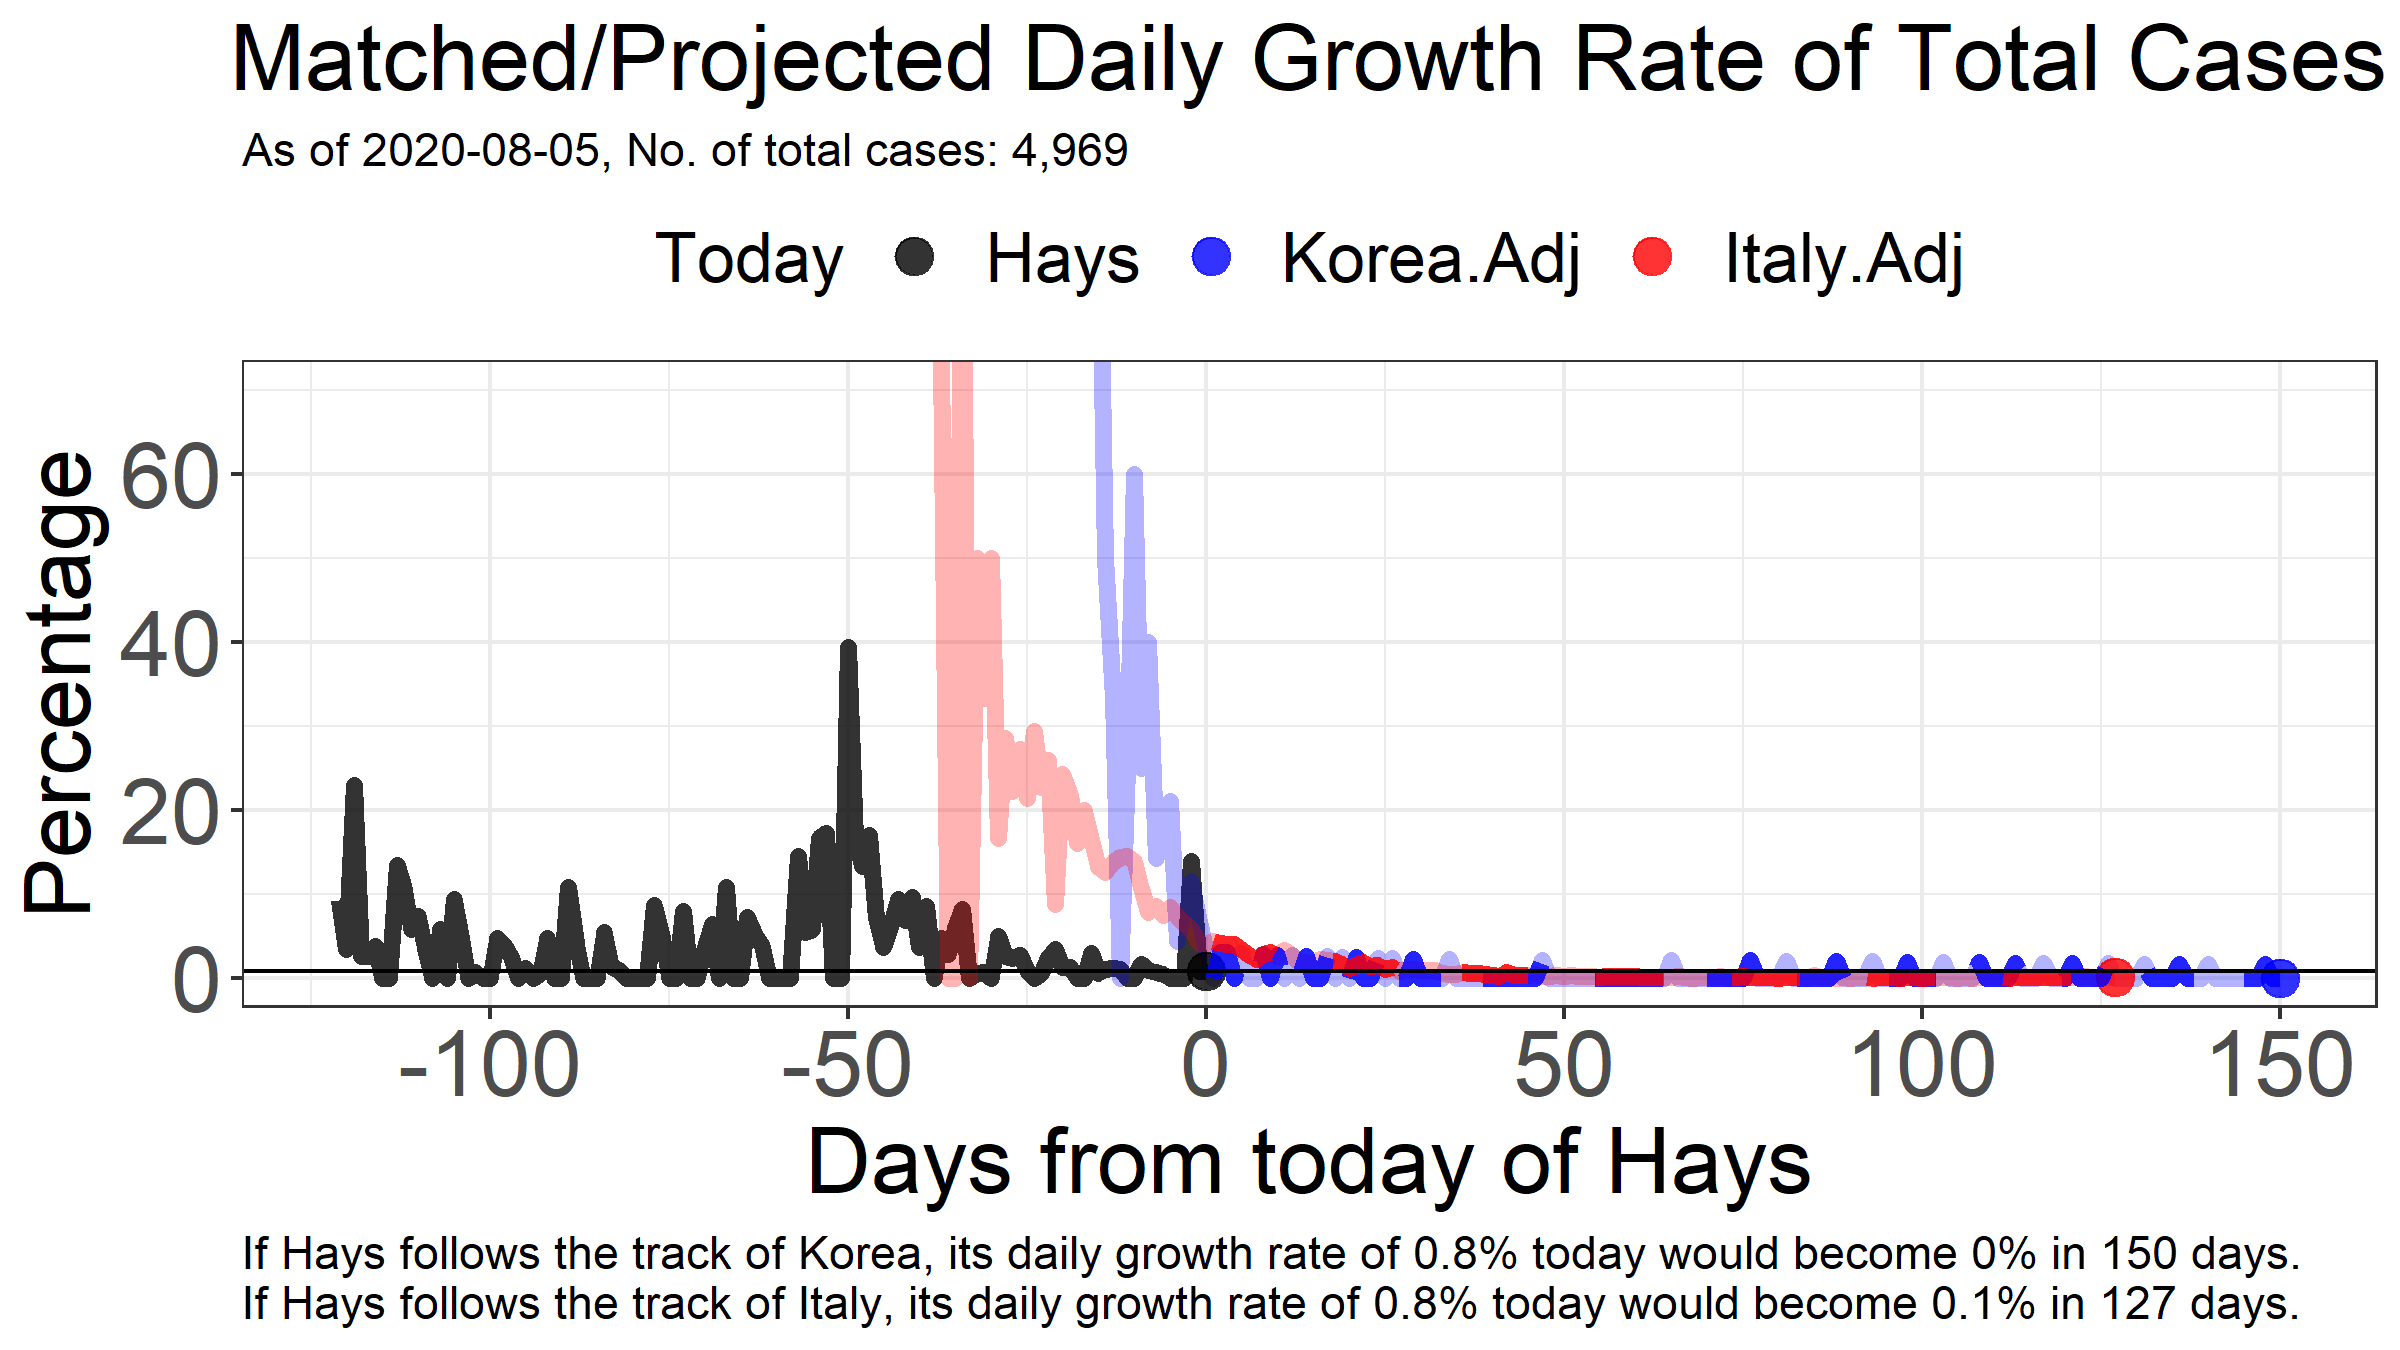 Matched/Projected Daily Growth Rate of Total Cases
As of 2020-08-05, No. of total cases: 4,969
Today Hays Korea.Adj Italy.Adj
Percentage
60
40
20
0
-100 -50 0 50 100 150
Days from today of Hays
If Hays follows the track of Korea, its daily growth rate of 0.8% today would become 0% in 150 days.
If Hays follows the track of Italy, its daily growth rate of 0.8% today would become 0.1% in 127 days.